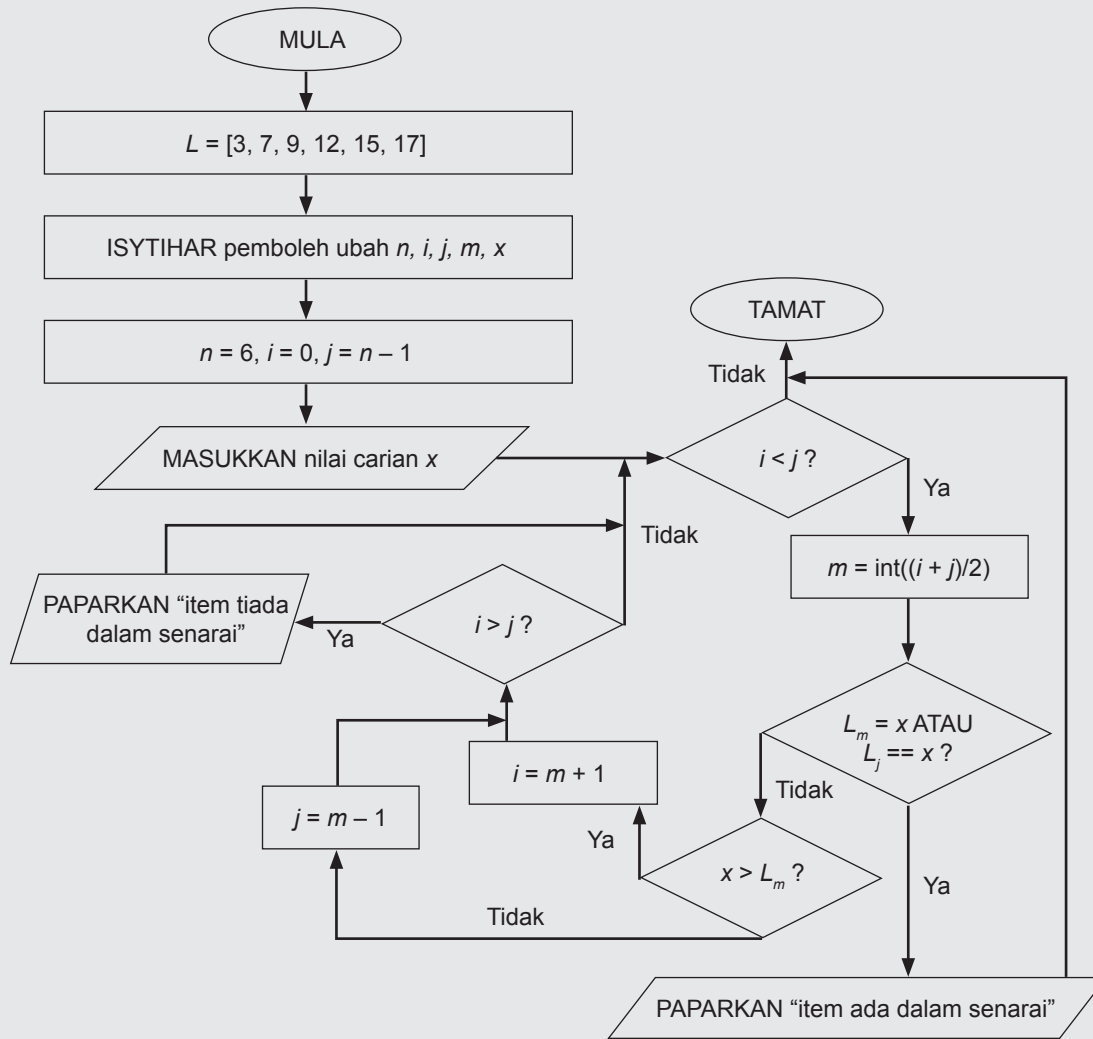 MULA
L = [3, 7, 9, 12, 15, 17]
ISYTIHAR pemboleh ubah n, i, j, m, x
n = 6, i = 0, j = n – 1
MASUKKAN nilai carian x
TAMAT
Tidak
i < j ?
Ya
m = int((i + j)/2)
Tidak
PAPARKAN “item tiada
dalam senarai”
Ya
i > j ?
L_m = x ATAU
L_j == x ?
Tidak
i = m + 1
j = m – 1
Ya
x > L_m ?
Ya
Tidak
PAPARKAN “item ada dalam senarai”